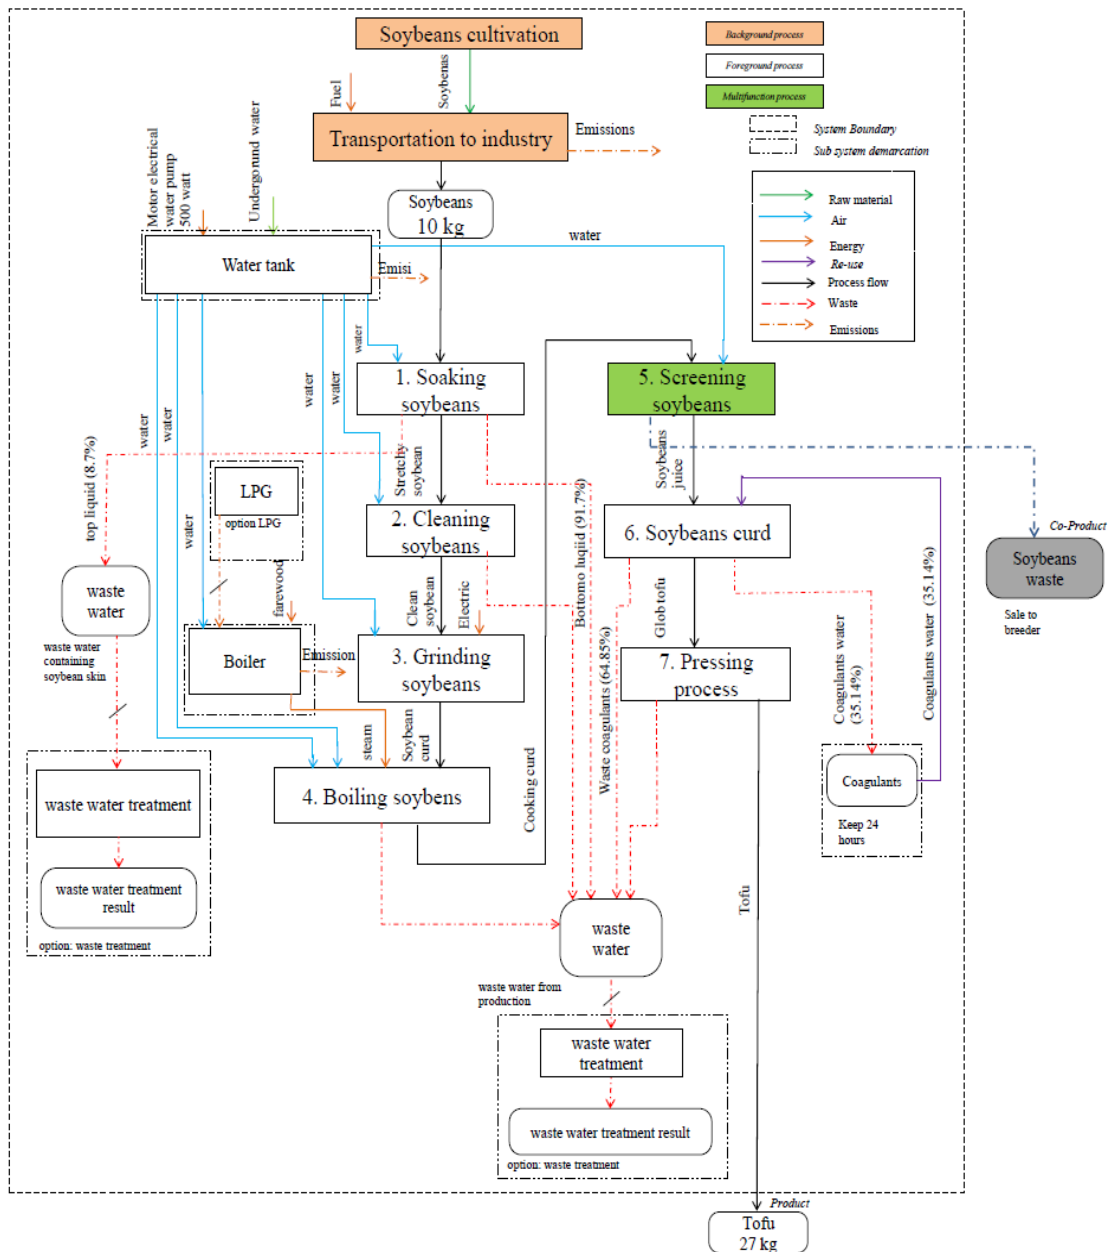 Soybeans cultivation
Background process
Foreground process
Multifunction process
System Boundary
Sub system demarcation
Fuel
Soybenas
Transportation to industry
Emissions
Motor electrical
water pump
500 watt
Undergorund water
Soybeans
10 kg
water
Water tank
Emisi
Raw material
Air
Energy
Re-use
Process flow
Waste
Emissions
water
water
water
water
water
water
1. Soaking
soybeans
5. Screening
soybeans
top liquid (8.7%)
Stretchy
soybean
Soybeans
juice
LPG
option LPG
2. Cleaning
soybeans
Bottomo luqiid (91.7%)
6. Soybeans curd
Co-Product
Soybeans
waste
Sale to
breeder
waste
water
farewood
Clean
soybean
Electric
Glob tofu
Coagulants water (35.14%)
waste water
containing
soybean skin
Boiler
Emission
3. Grinding
soybeans
7. Pressing
process
Waste coagulants (64.85%)
Coagulants water
(35.14%)
steam
Soybean
curd
Cooking curd
waste water treatment
4. Boiling soybens
Coagulants
Keep 24
hours
waste water treatment
result
option: waste treatment
Tofu
waste
water
waste water from
production
waste water
treatment
waste water treatment result
option: waste treatment
Product
Tofu
27 kg